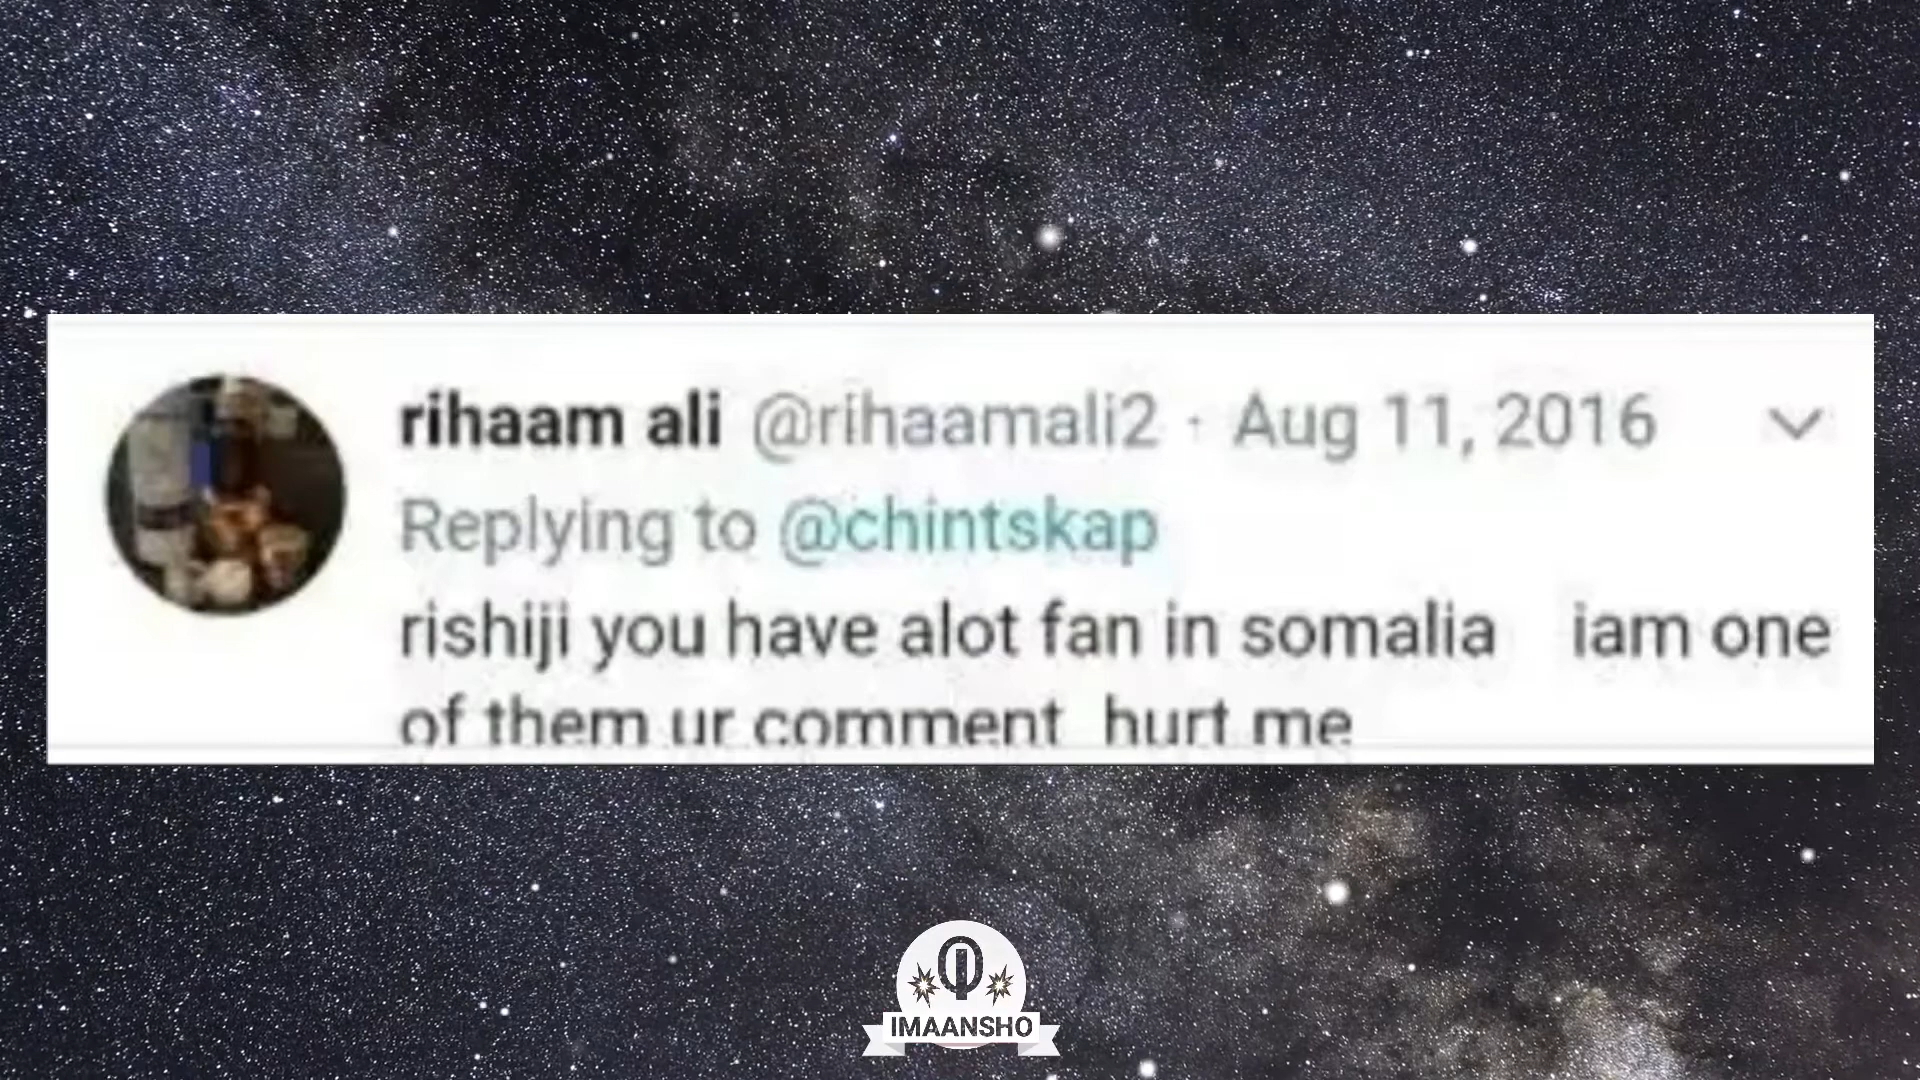 rihaam ali @rihaamali2 · Aug 11, 2016
Replying to @chintskap
rishiji you have alot fan in somalia iam one
of them ur comment hurt me
IMAANSHO